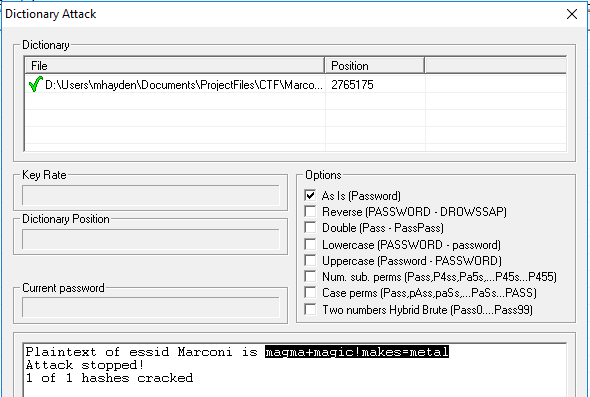 Dictionary Attack
Dictionary
File Position
D:\Users\mhayden\Documents\ProjectFiles\CTF\Marco... 2765175
Key Rate
Dictionary Position
Current password
Options
As Is (Password)
Reverse (PASSWORD - DROWSSAP)
Double (Pass - PassPass)
Lowercase (PASSWORD - password)
Uppercase (Password - PASSWORD)
Num. sub. perms (Pass,P4ss,Pa5s,...P45s...P455)
Case perms (Pass,pAss,paSs,...PaSs...PASS)
Two numbers Hybrid Brute (Pass0....Pass99)
Plaintext of essid Marconi is magma+magic!makes=metal
Attack stopped!
1 of 1 hashes cracked